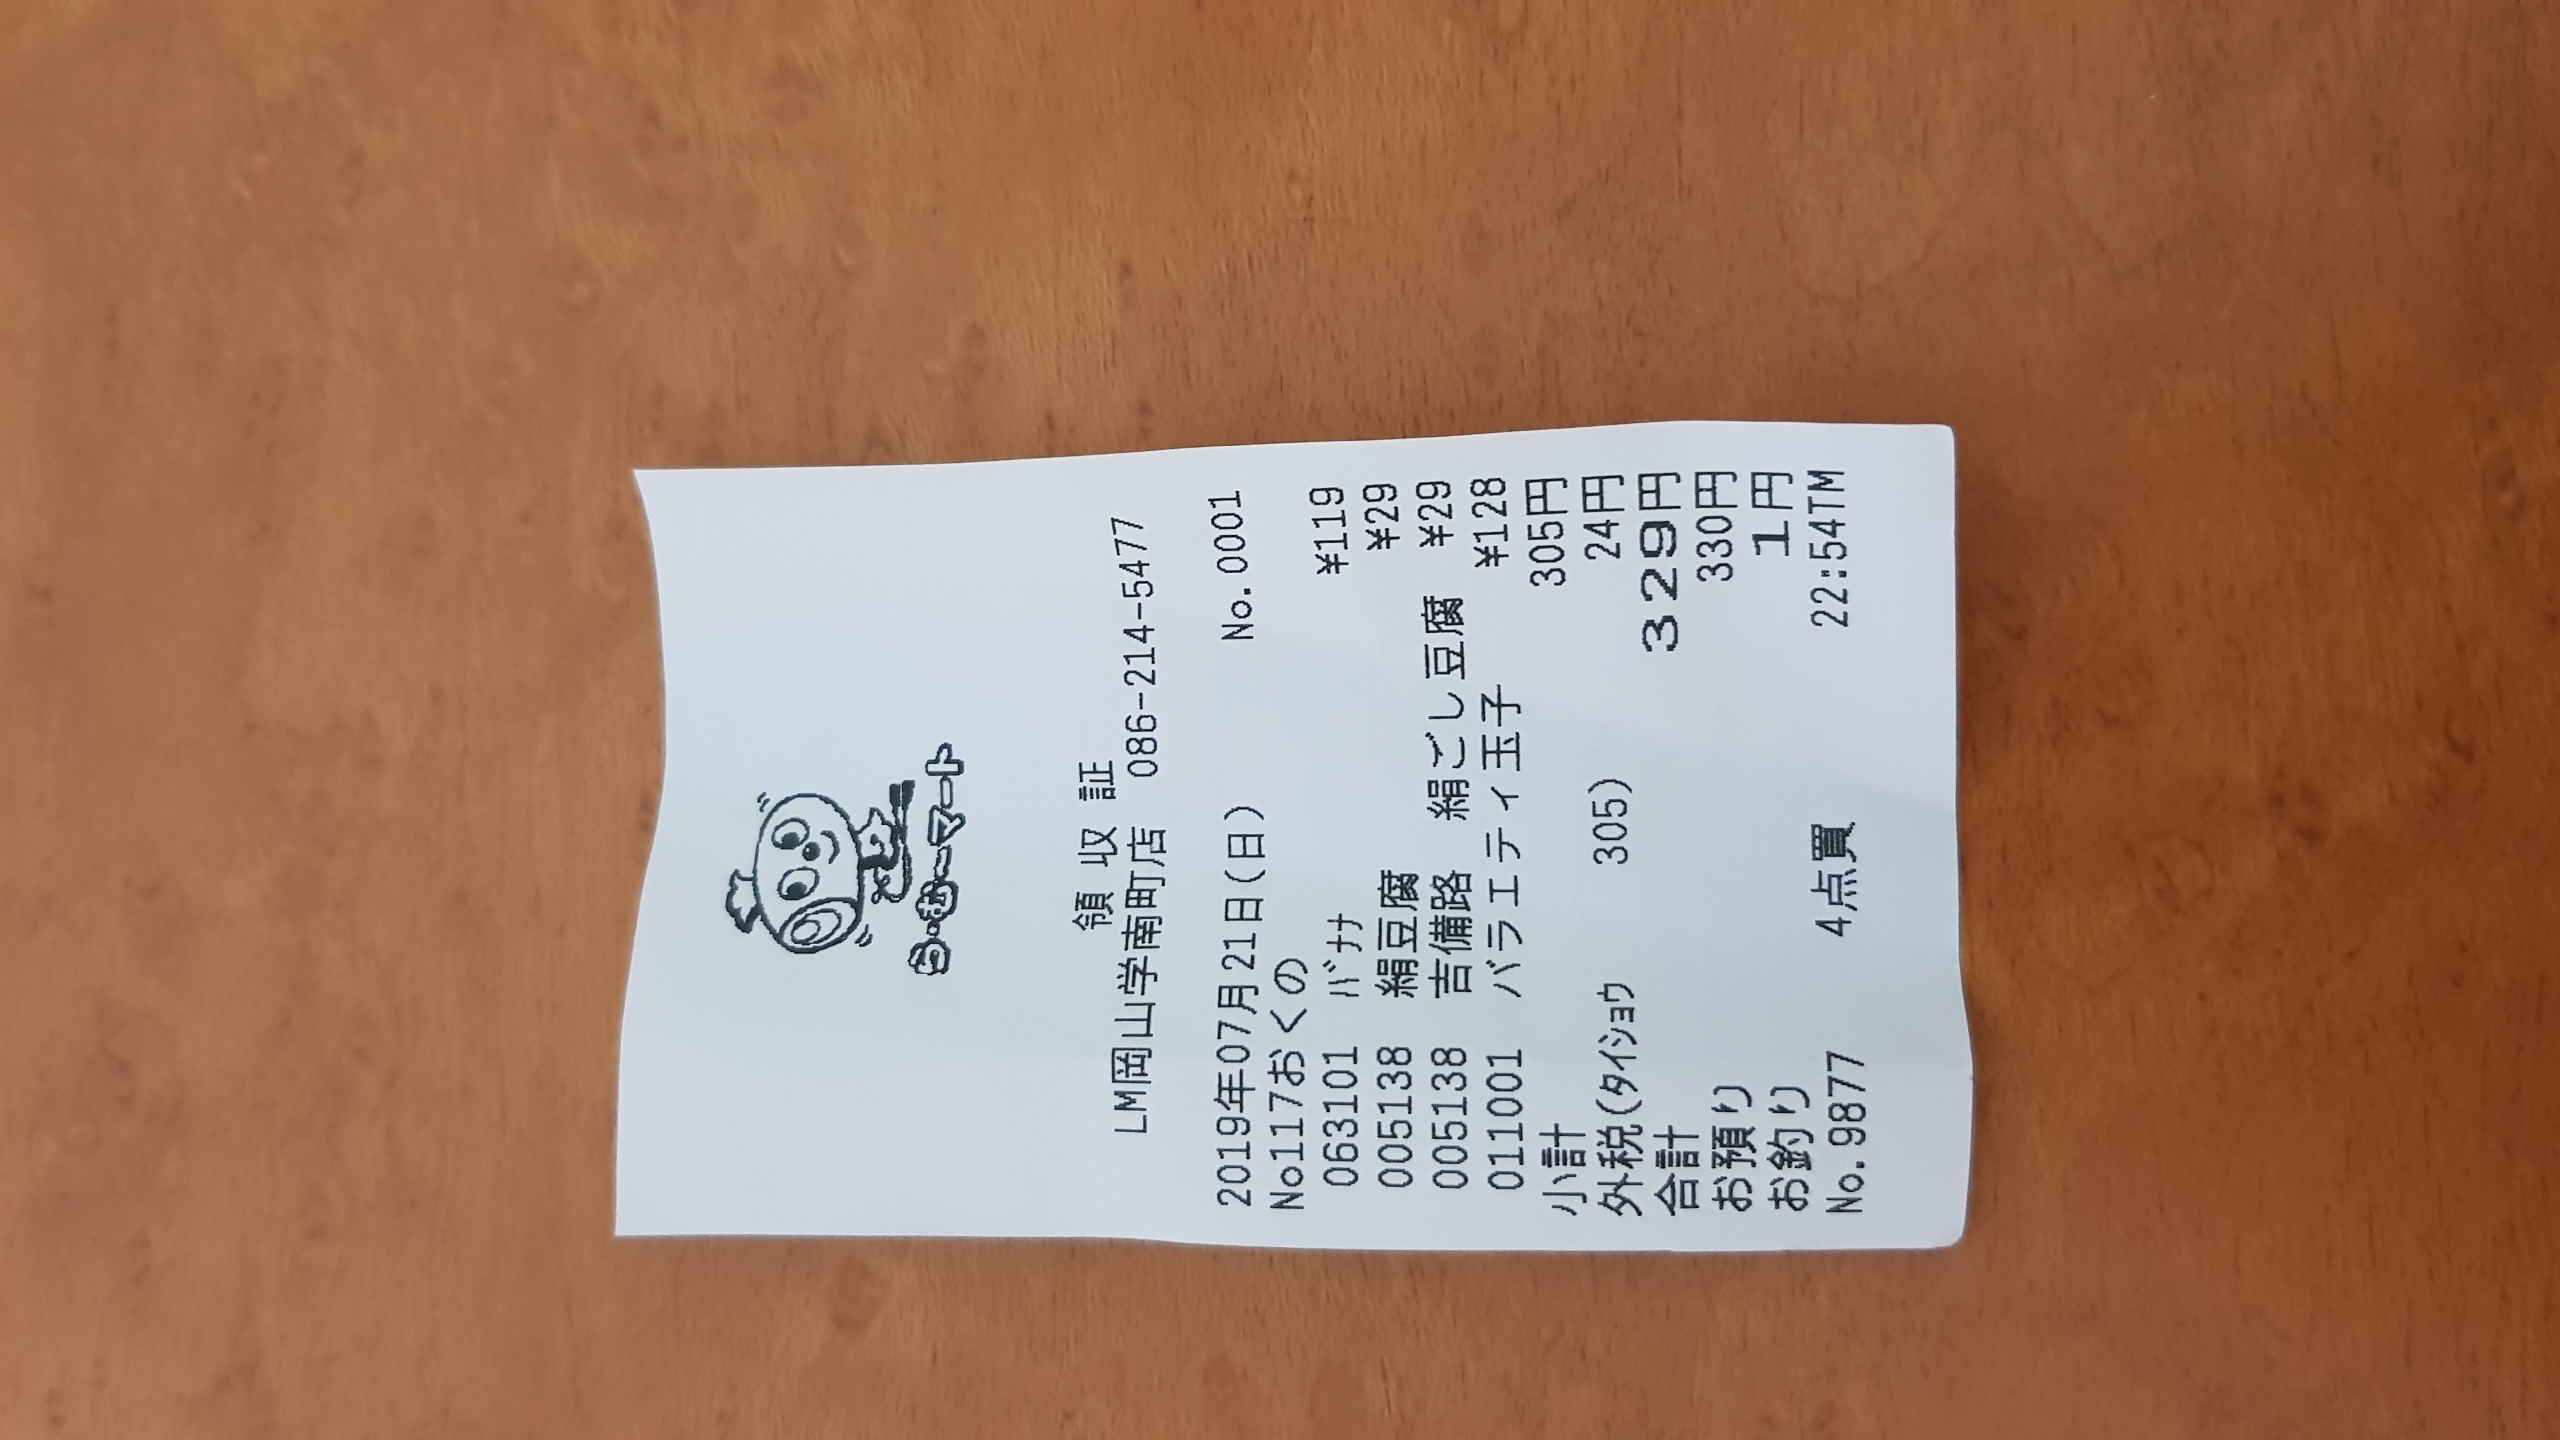 ら・む〜マート
領収証
LM岡山学南町店 086-214-5477
2019年07月21日(日) No.0001
No117おくの
063101 ﾊﾞﾅﾅ ¥119
005138 絹豆腐 ¥29
005138 吉備路 絹ごし豆腐 ¥29
011001 バラエティ玉子 ¥128
小計 305円
外税(ﾀｲｼｮｳ 305) 24円
合計 329円
お預り 330円
お釣り 1円
No.9877 4点買 22:54TM